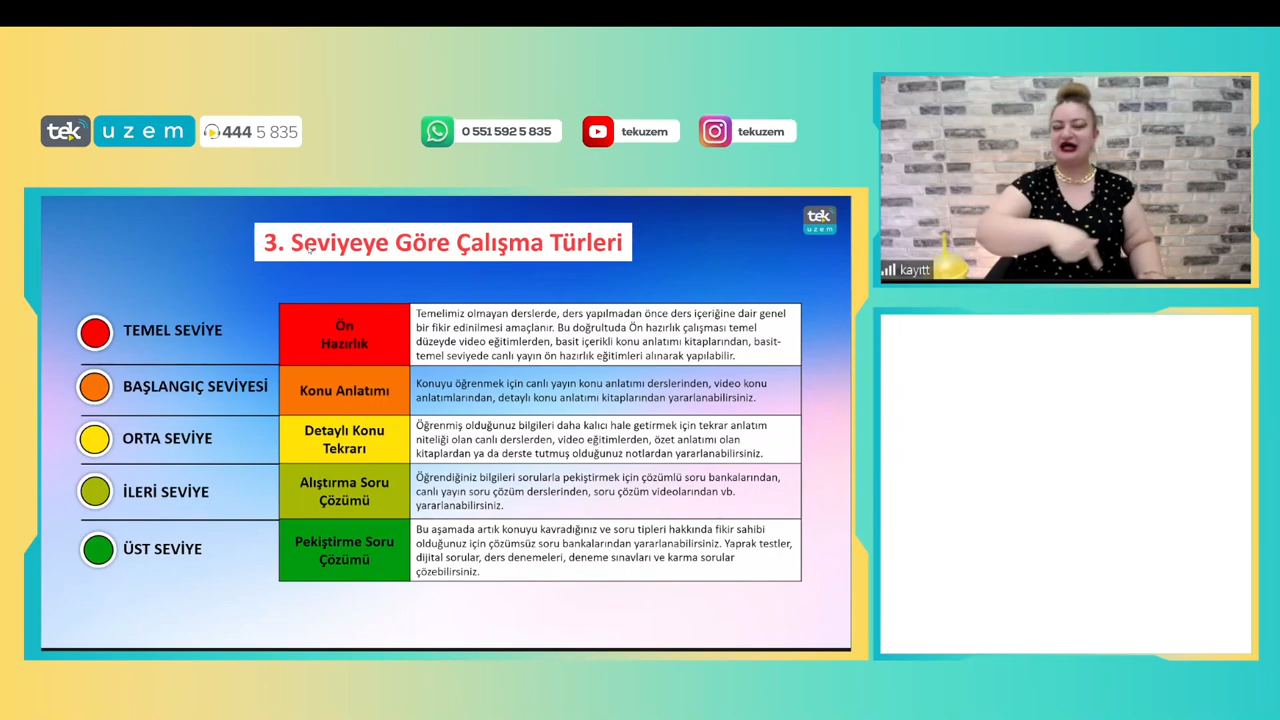 tek uzem 444 5 835
0 551 592 5 835
tekuzem
tekuzem
tek
uzem
3. Seviyeye Göre Çalışma Türleri
TEMEL SEVİYE
Ön
Hazırlık
Temelimiz olmayan derslerde, ders yapılmadan önce ders içeriğine dair genel
bir fikir edinilmesi amaçlanır. Bu doğrultuda Ön hazırlık çalışması temel
düzeyde video eğitimlerden, basit içerikli konu anlatımı kitaplarından, basit-
temel seviyede canlı yayın ön hazırlık eğitimleri alınarak yapılabilir.
BAŞLANGIÇ SEVİYESİ
Konu Anlatımı
Konuyu öğrenmek için canlı yayın konu anlatımı derslerinden, video konu
anlatımlarından, detaylı konu anlatımı kitaplarından yararlanabilirsiniz.
ORTA SEVİYE
Detaylı Konu
Tekrarı
Öğrenmiş olduğunuz bilgileri daha kalıcı hale getirmek için tekrar anlatım
niteliği olan canlı derslerden, video eğitimlerden, özet anlatımı olan
kitaplardan ya da derste tutmuş olduğunuz notlardan yararlanabilirsiniz.
İLERİ SEVİYE
Alıştırma Soru
Çözümü
Öğrendiğiniz bilgileri sorularla pekiştirmek için çözümlü soru bankalarından,
canlı yayın soru çözüm derslerinden, soru çözüm videolarından vb.
yararlanabilirsiniz.
ÜST SEVİYE
Pekiştirme Soru
Çözümü
Bu aşamada artık konuyu kavradığınız ve soru tipleri hakkında fikir sahibi
olduğunuz için çözümsüz soru bankalarından yararlanabilirsiniz. Yaprak testler,
dijital sorular, ders denemeleri, deneme sınavları ve karma sorular
çözebilirsiniz.
kayıtt